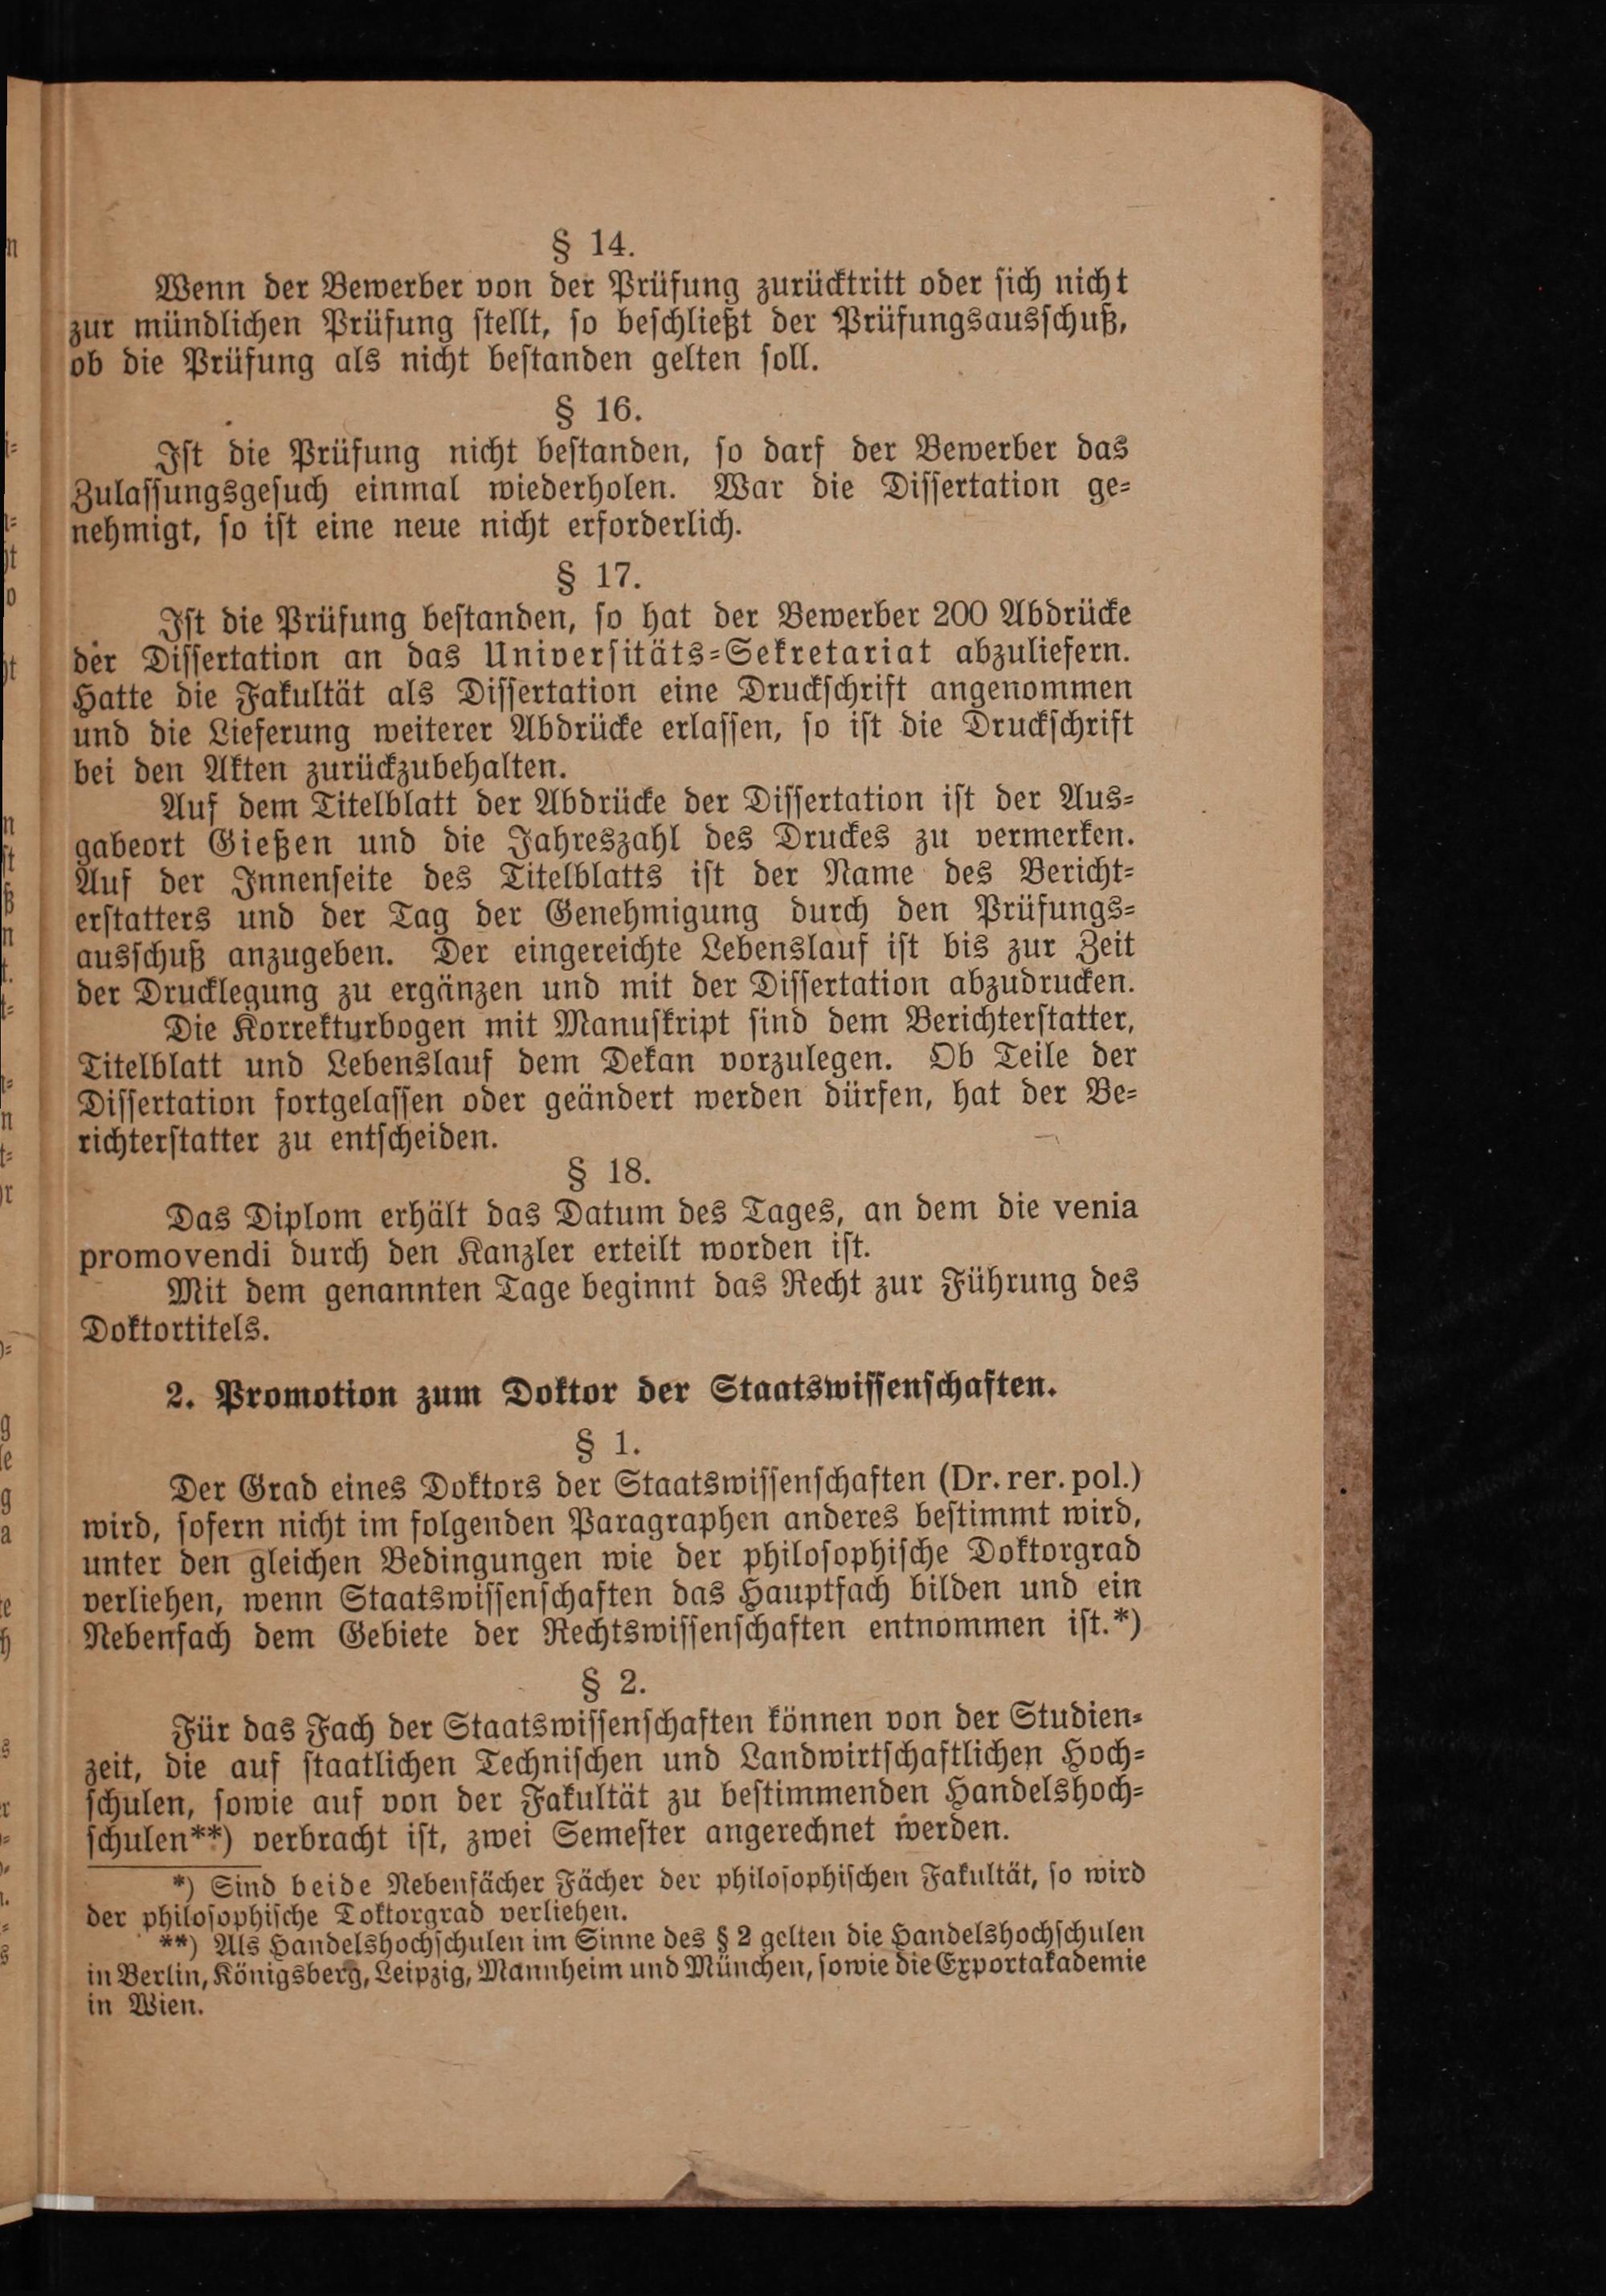 § 14.
Wenn der Bewerber von der Prüfung zurücktritt oder sich nicht
zur mündlichen Prüfung stellt, so beschließt der Prüfungsausschuß,
ob die Prüfung als nicht bestanden gelten soll.
§ 16.
Ist die Prüfung nicht bestanden, so darf der Bewerber das
Zulassungsgesuch einmal wiederholen. War die Dissertation ge-
nehmigt, so ist eine neue nicht erforderlich.
§ 17.
Ist die Prüfung bestanden, so hat der Bewerber 200 Abdrücke
der Dissertation an das Universitäts-Sekretariat abzuliefern.
Hatte die Fakultät als Dissertation eine Druckschrift angenommen
und die Lieferung weiterer Abdrücke erlassen, so ist die Druckschrift
bei den Akten zurückzubehalten.
Auf dem Titelblatt der Abdrücke der Dissertation ist der Aus-
gabeort Gießen und die Jahreszahl des Druckes zu vermerken.
Auf der Innenseite des Titelblatts ist der Name des Bericht-
erstatters und der Tag der Genehmigung durch den Prüfungs-
ausschuß anzugeben. Der eingereichte Lebenslauf ist bis zur Zeit
der Drucklegung zu ergänzen und mit der Dissertation abzudrucken.
Die Korrekturbogen mit Manuskript sind dem Berichterstatter,
Titelblatt und Lebenslauf dem Dekan vorzulegen. Ob Teile der
Dissertation fortgelassen oder geändert werden dürfen, hat der Be-
richterstatter zu entscheiden.
§ 18.
Das Diplom erhält das Datum des Tages, an dem die venia
promovendi durch den Kanzler erteilt worden ist.
Mit dem genannten Tage beginnt das Recht zur Führung des
Doktortitels.
2. Promotion zum Doktor der Staatswissenschaften.
§ 1.
Der Grad eines Doktors der Staatswissenschaften (Dr. rer. pol.)
wird, sofern nicht im folgenden Paragraphen anderes bestimmt wird,
unter den gleichen Bedingungen wie der philosophische Doktorgrad
verliehen, wenn Staatswissenschaften das Hauptfach bilden und ein
Nebenfach dem Gebiete der Rechtswissenschaften entnommen ist.*)
§ 2.
Für das Fach der Staatswissenschaften können von der Studien-
zeit, die auf staatlichen Technischen und Landwirtschaftlichen Hoch-
schulen, sowie auf von der Fakultät zu bestimmenden Handelshoch-
schulen**) verbracht ist, zwei Semester angerechnet werden.
*) Sind beide Nebenfächer Fächer der philosophischen Fakultät, so wird
der philosophische Doktorgrad verliehen.
**) Als Handelshochschulen im Sinne des § 2 gelten die Handelshochschulen
in Berlin, Königsberg, Leipzig, Mannheim und München, sowie die Exportakademie
in Wien.